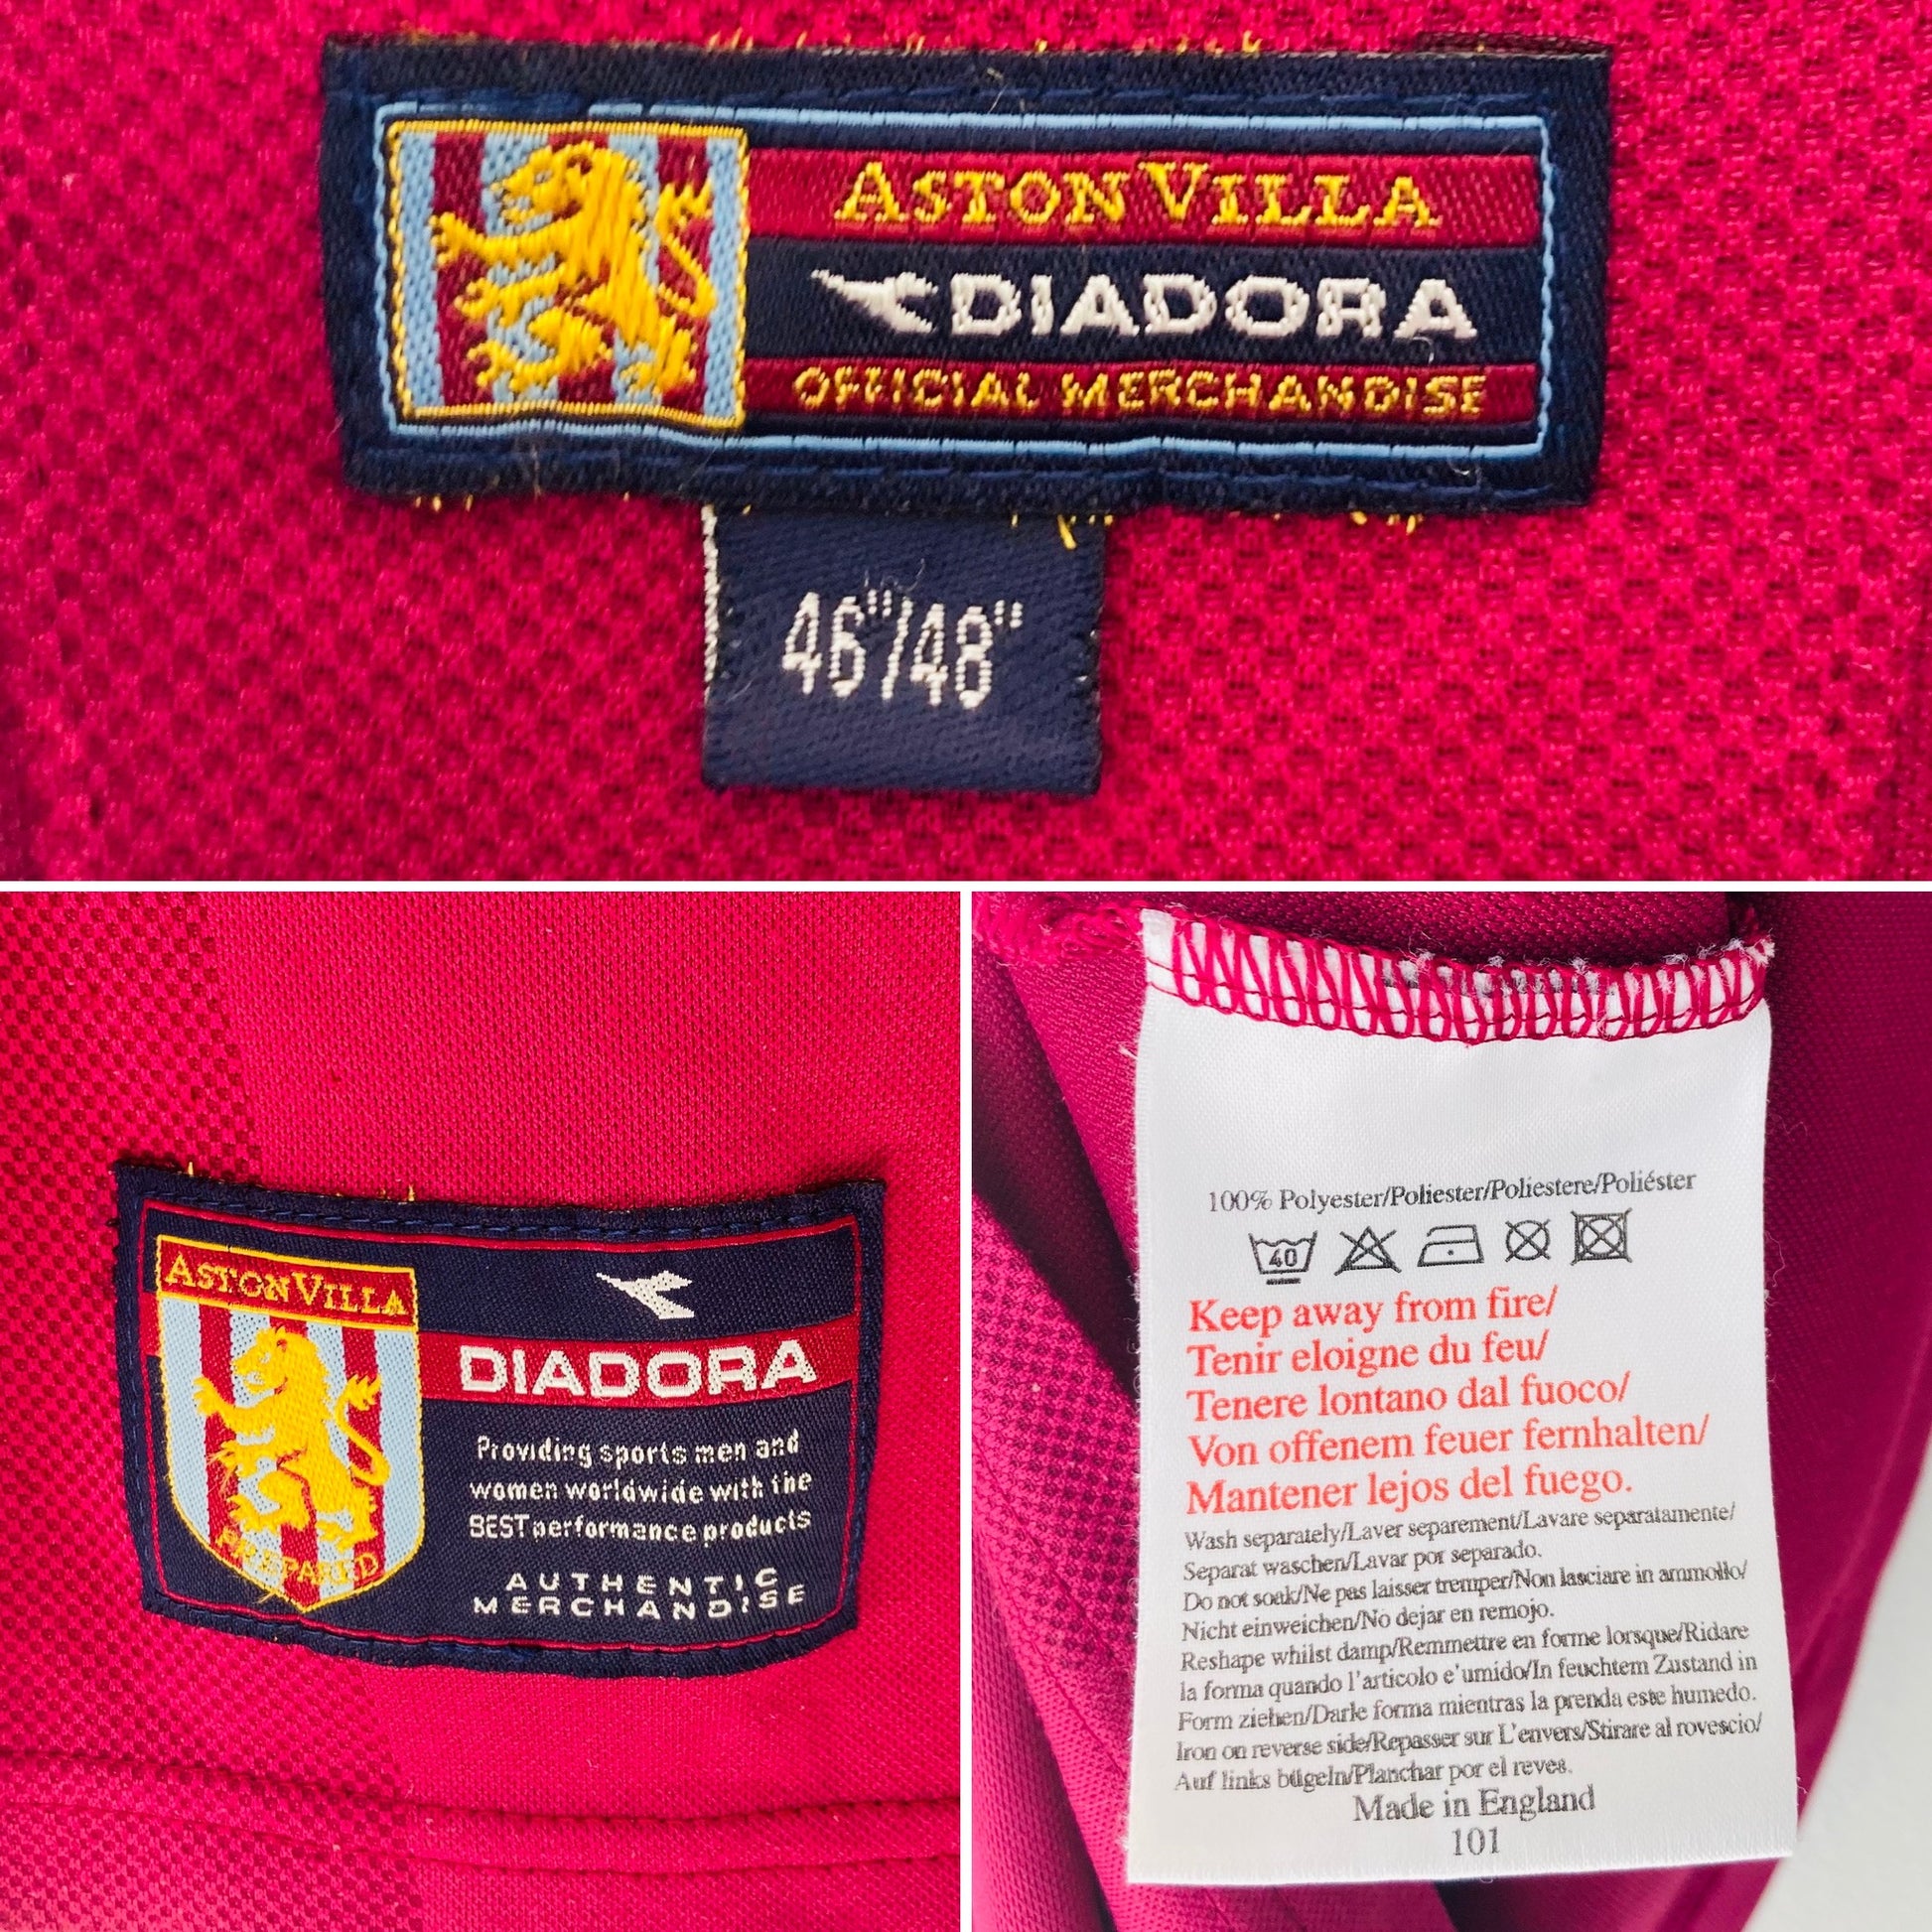 ASTON VILLA
DIADORA
OFFICIAL MERCHANDISE
46"/48"
ASTON VILLA
PREPARED
DIADORA
Providing sports men and
women worldwide with the
BEST performance products
AUTHENTIC
MERCHANDISE
100% Polyester/Poliester/Poliestere/Poliéster
40
Keep away from fire/
Tenir eloigne du feu/
Tenere lontano dal fuoco/
Von offenem feuer fernhalten/
Mantener lejos del fuego.
Wash separately/Laver separement/Lavare separatamente/
Separat waschen/Lavar por separado.
Do not soak/Ne pas laisser tremper/Non lasciare in ammollo/
Nicht einweichen/No dejar en remojo.
Reshape whilst damp/Remmettre en forme lorsque/Ridare
la forma quando l'articolo e'umido/In feuchtem Zustand in
Form ziehen/Darle forma mientras la prenda este humedo.
Iron on reverse side/Repasser sur L'envers/Stirare al rovescio/
Auf links bügeln/Planchar por el reves.
Made in England
101